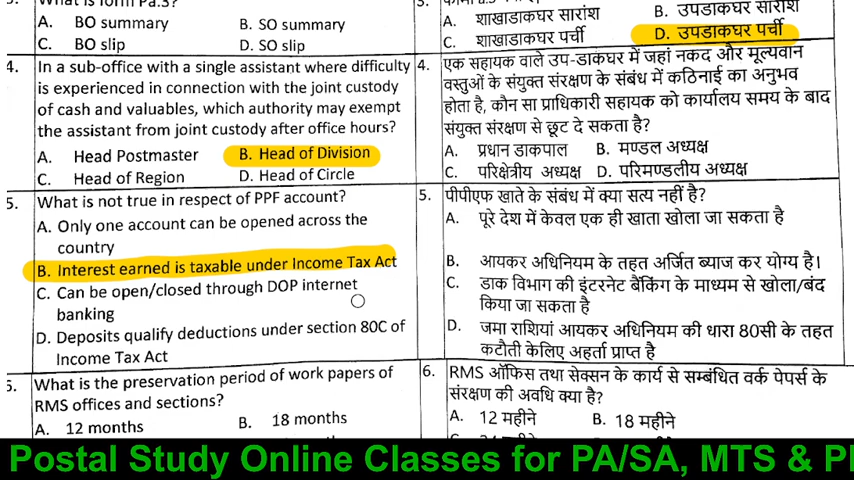 What is form Pa.3?
A. BO summary B. SO summary
C. BO slip D. SO slip
A. शाखाडाकघर सारांश B. उपडाकघर सारांश
C. शाखाडाकघर पर्ची D. उपडाकघर पर्ची
4. In a sub-office with a single assistant where difficulty
is experienced in connection with the joint custody
of cash and valuables, which authority may exempt
the assistant from joint custody after office hours?
A. Head Postmaster B. Head of Division
C. Head of Region D. Head of Circle
4. एक सहायक वाले उप-डाकघर में जहां नकद और मूल्यवान
वस्तुओं के संयुक्त संरक्षण के संबंध में कठिनाई का अनुभव
होता है, कौन सा प्राधिकारी सहायक को कार्यालय समय के बाद
संयुक्त संरक्षण से छूट दे सकता है?
A. प्रधान डाकपाल B. मण्डल अध्यक्ष
C. परिक्षेत्रीय अध्यक्ष D. परिमण्डलीय अध्यक्ष
5. What is not true in respect of PPF account?
A. Only one account can be opened across the
country
B. Interest earned is taxable under Income Tax Act
C. Can be open/closed through DOP internet
banking
D. Deposits qualify deductions under section 80C of
Income Tax Act
5. पीपीएफ खाते के संबंध में क्या सत्य नहीं है?
A. पूरे देश में केवल एक ही खाता खोला जा सकता है
B. आयकर अधिनियम के तहत अर्जित ब्याज कर योग्य है।
C. डाक विभाग की इंटरनेट बैंकिंग के माध्यम से खोला/बंद
किया जा सकता है
D. जमा राशियां आयकर अधिनियम की धारा 80सी के तहत
कटौती केलिए अहर्ता प्राप्त है
6. What is the preservation period of work papers of
RMS offices and sections?
A. 12 months B. 18 months
6. RMS ऑफिस तथा सेक्सन के कार्य से सम्बंधित वर्क पेपर्स के
संरक्षण की अवधि क्या है?
A. 12 महीने B. 18 महीने
Postal Study Online Classes for PA/SA, MTS &